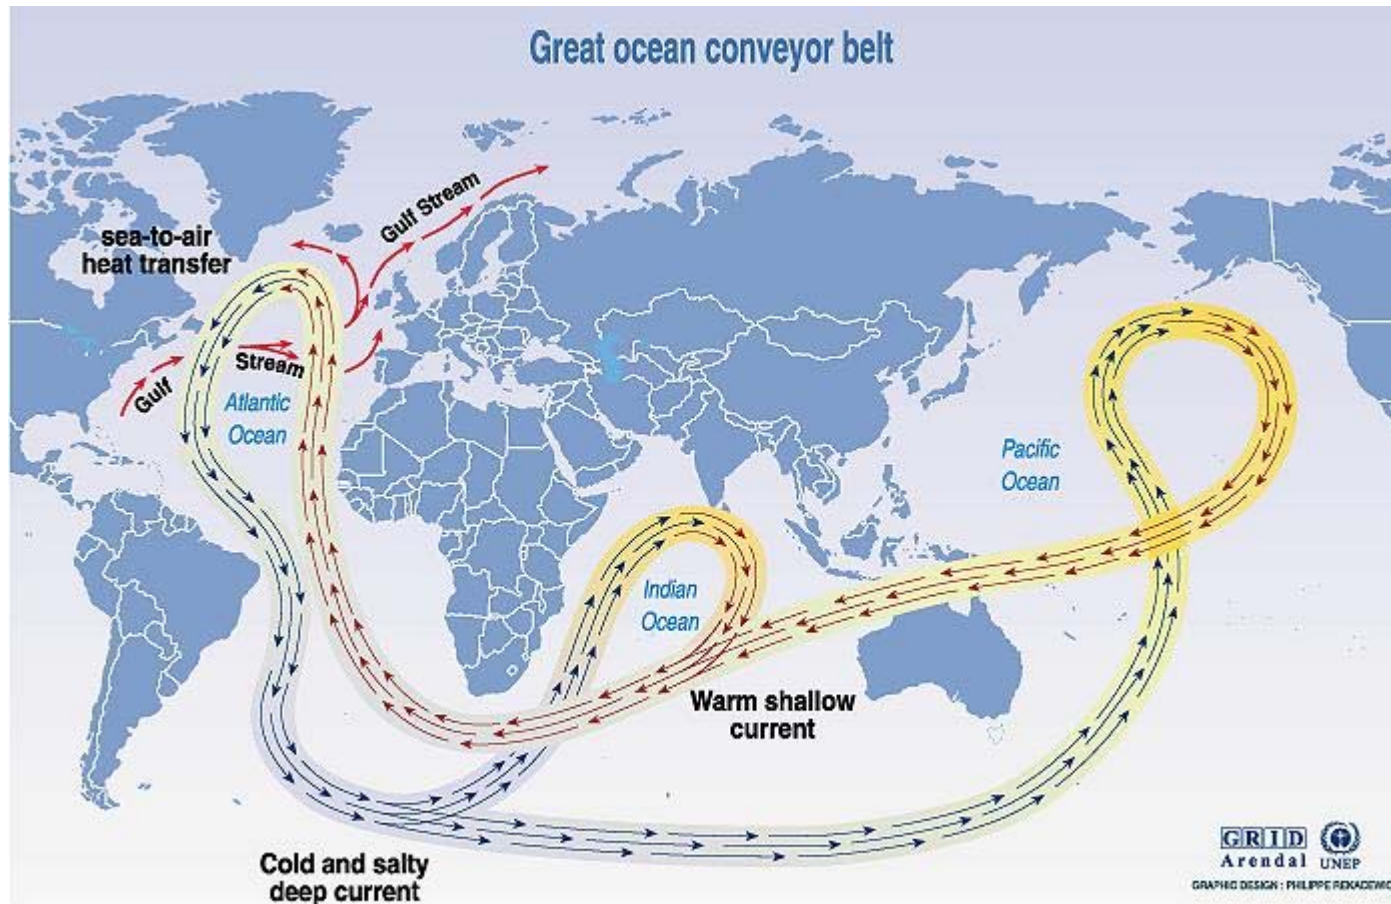 Great ocean conveyor belt
Gulf Stream
sea-to-air
heat transfer
Gulf
Stream
Atlantic
Ocean
Pacific
Ocean
Indian
Ocean
Warm shallow
current
Cold and salty
deep current
GRID
Arendal
UNEP
GRAPHIC DESIGN : PHILIPPE REKACEWIC